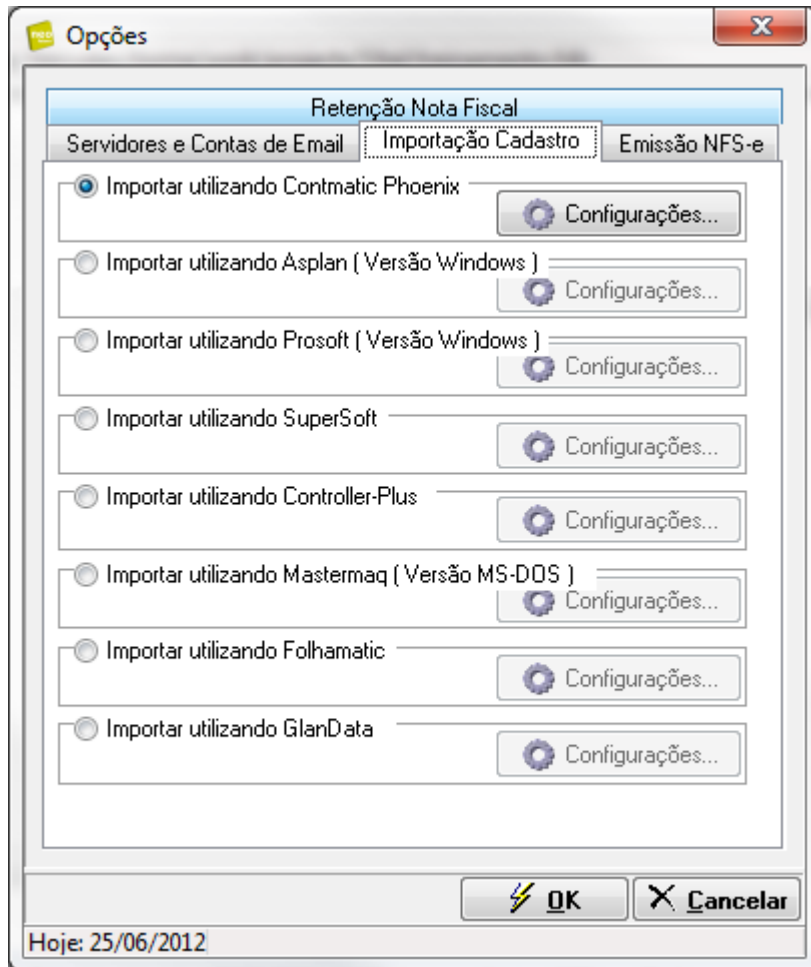 neo
Opções
Retenção Nota Fiscal
Servidores e Contas de Email
Importação Cadastro
Emissão NFS-e
Importar utilizando Contmatic Phoenix
Configurações...
Importar utilizando Asplan ( Versão Windows )
Configurações...
Importar utilizando Prosoft ( Versão Windows )
Configurações...
Importar utilizando SuperSoft
Configurações...
Importar utilizando Controller-Plus
Configurações...
Importar utilizando Mastermaq ( Versão MS-DOS )
Configurações...
Importar utilizando Folhamatic
Configurações...
Importar utilizando GlanData
Configurações...
OK
Cancelar
Hoje: 25/06/2012